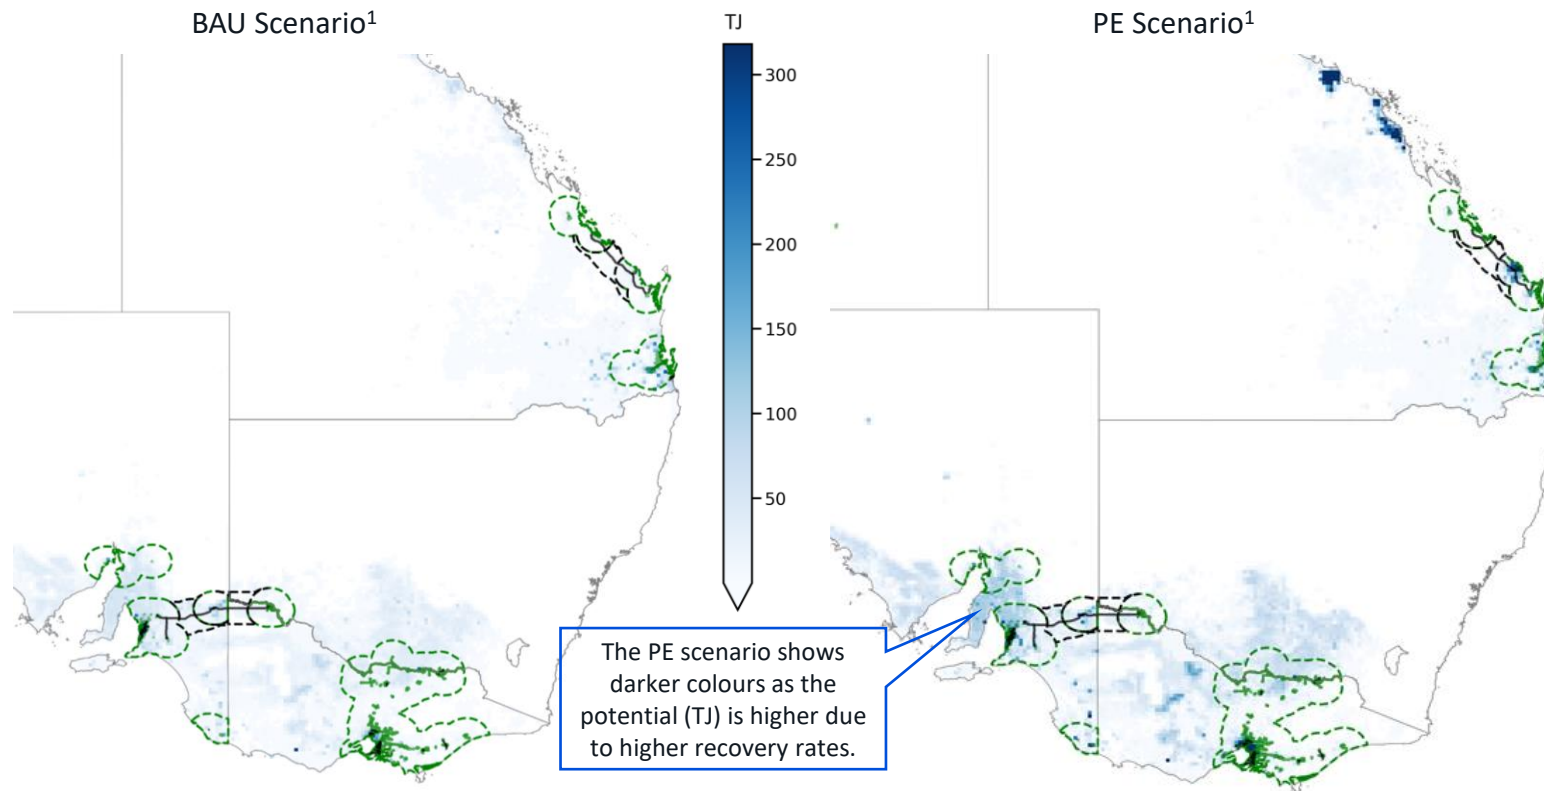 BAU Scenario¹
TJ
PE Scenario¹
300
250
200
150
100
50
The PE scenario shows
darker colours as the
potential (TJ) is higher due
to higher recovery rates.